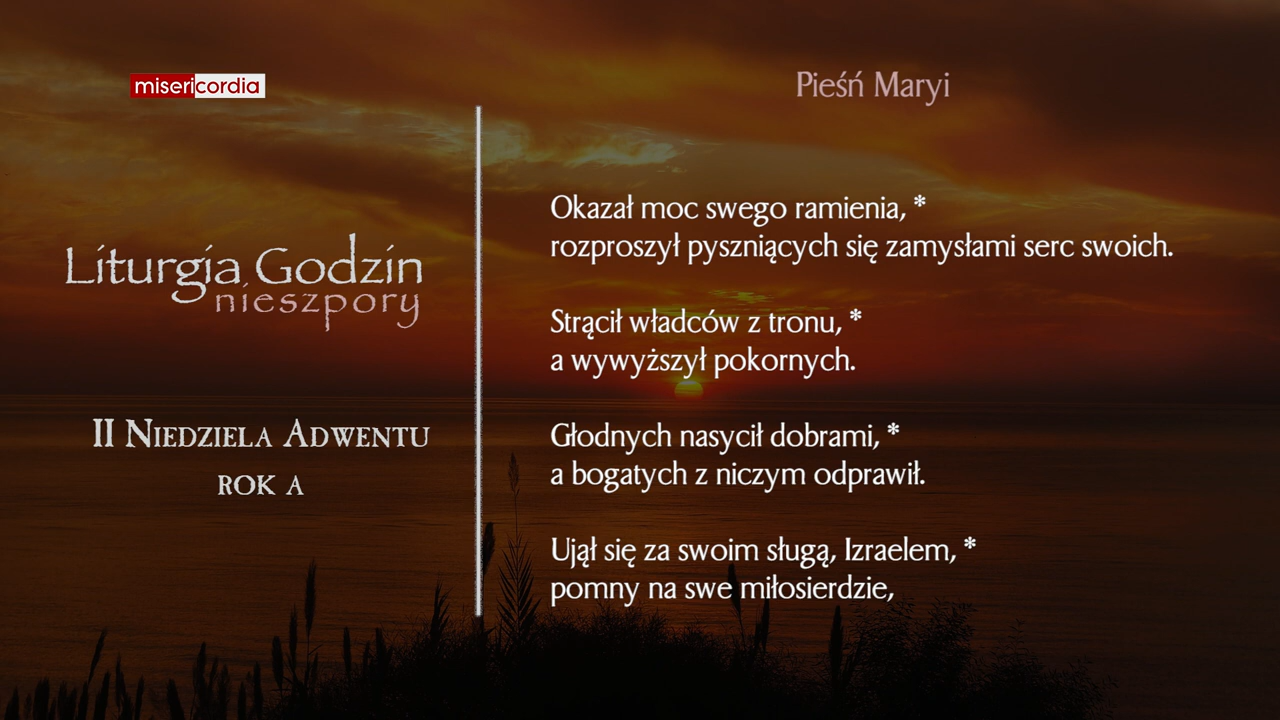 misericordia
Liturgia Godzin
nieszpory
II Niedziela Adwentu
rok A
Pieśń Maryi
Okazał moc swego ramienia, *
rozproszył pyszniących się zamysłami serc swoich.
Strącił władców z tronu, *
a wywyższył pokornych.
Głodnych nasycił dobrami, *
a bogatych z niczym odprawił.
Ujął się za swoim sługą, Izraelem, *
pomny na swe miłosierdzie,